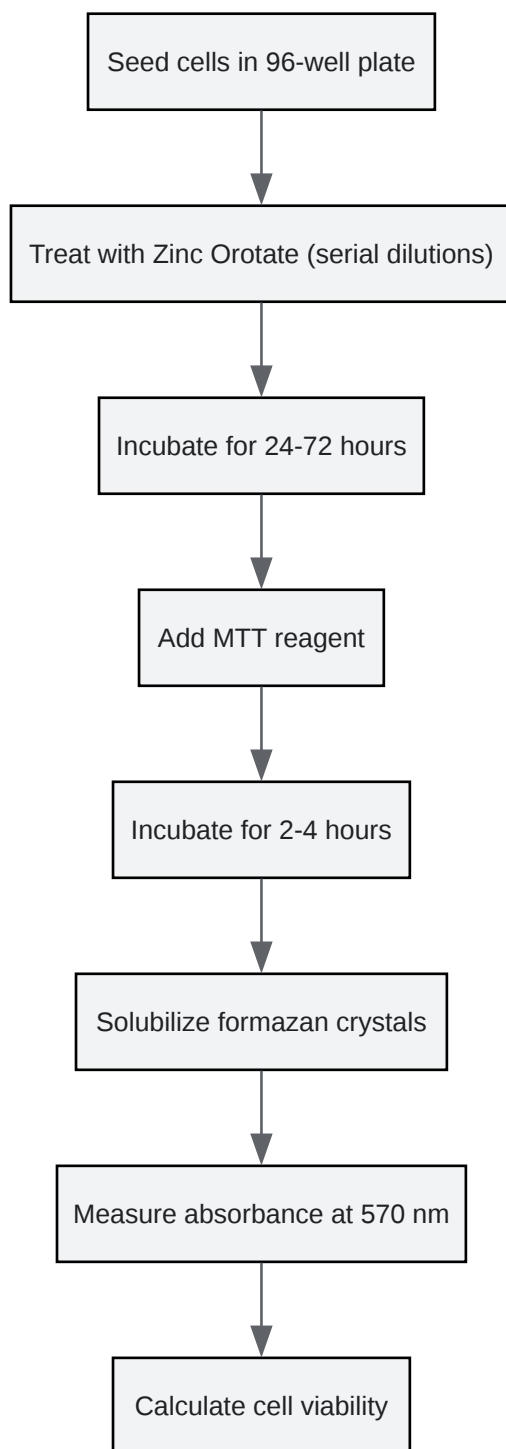 Seed cells in 96-well plate
Treat with Zinc Orotate (serial dilutions)
Incubate for 24-72 hours
Add MTT reagent
Incubate for 2-4 hours
Solubilize formazan crystals
Measure absorbance at 570 nm
Calculate cell viability